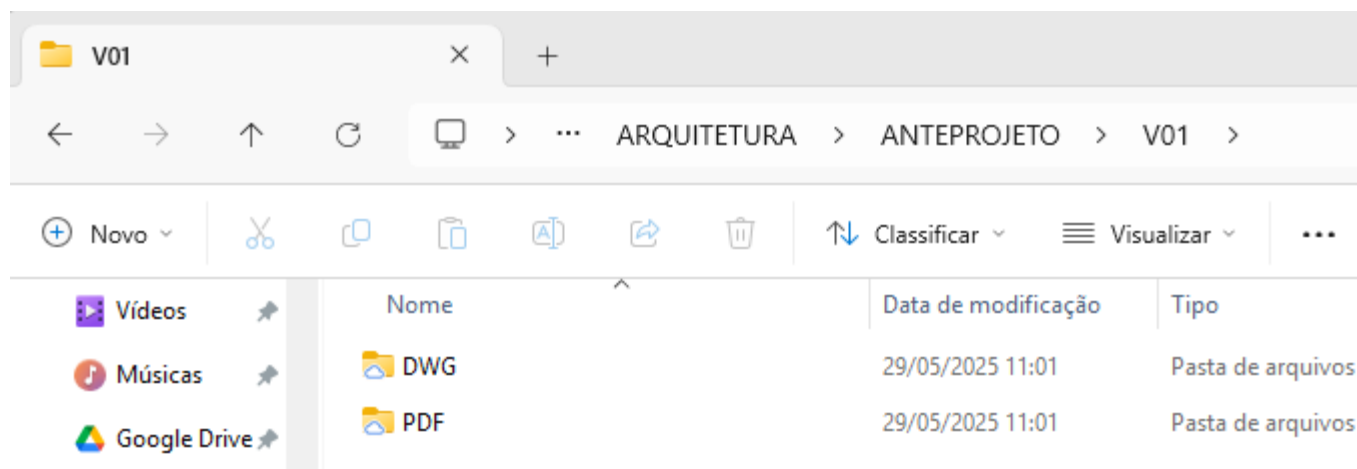 V01
ARQUITETURA > ANTEPROJETO > V01 >
Novo Classificar Visualizar
Nome Data de modificação Tipo
Vídeos
DWG 29/05/2025 11:01 Pasta de arquivos
Músicas
PDF 29/05/2025 11:01 Pasta de arquivos
Google Drive